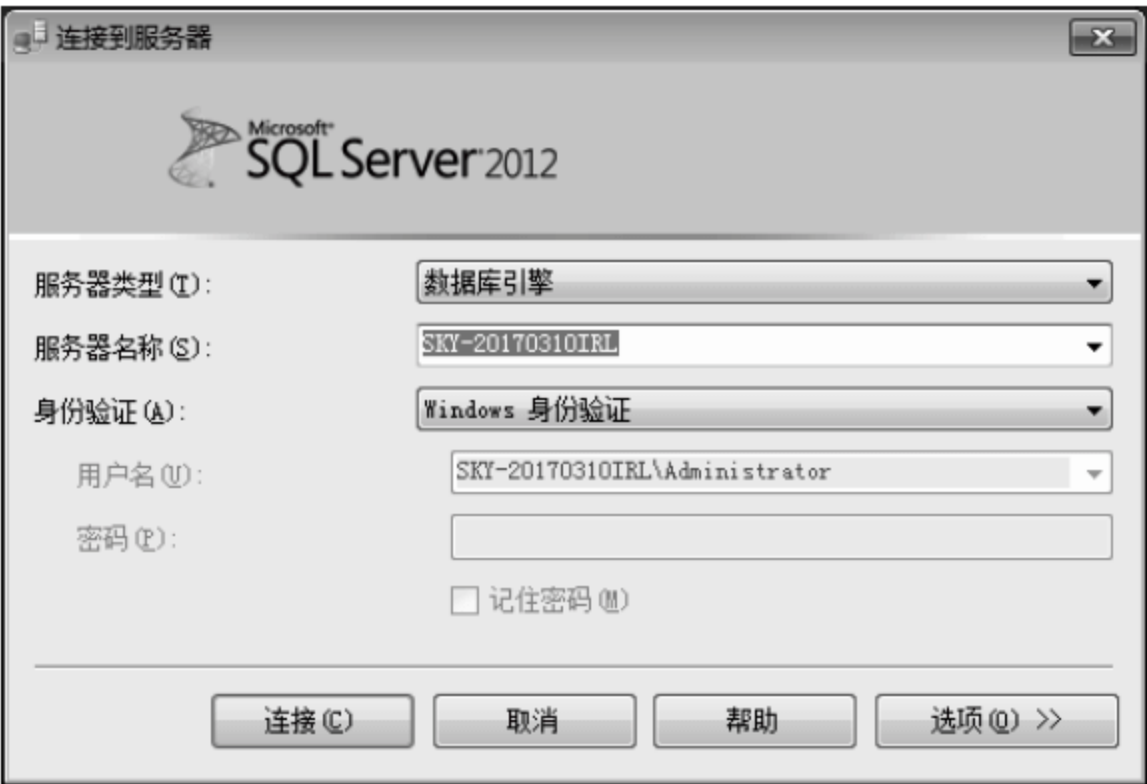 连接到服务器
Microsoft®
SQL Server 2012
服务器类型(T): 数据库引擎
服务器名称(S): SKY-20170310IRL
身份验证(A): Windows 身份验证
用户名(U): SKY-20170310IRL\Administrator
密码(P):
记住密码(M)
连接(C) 取消 帮助 选项(O) >>